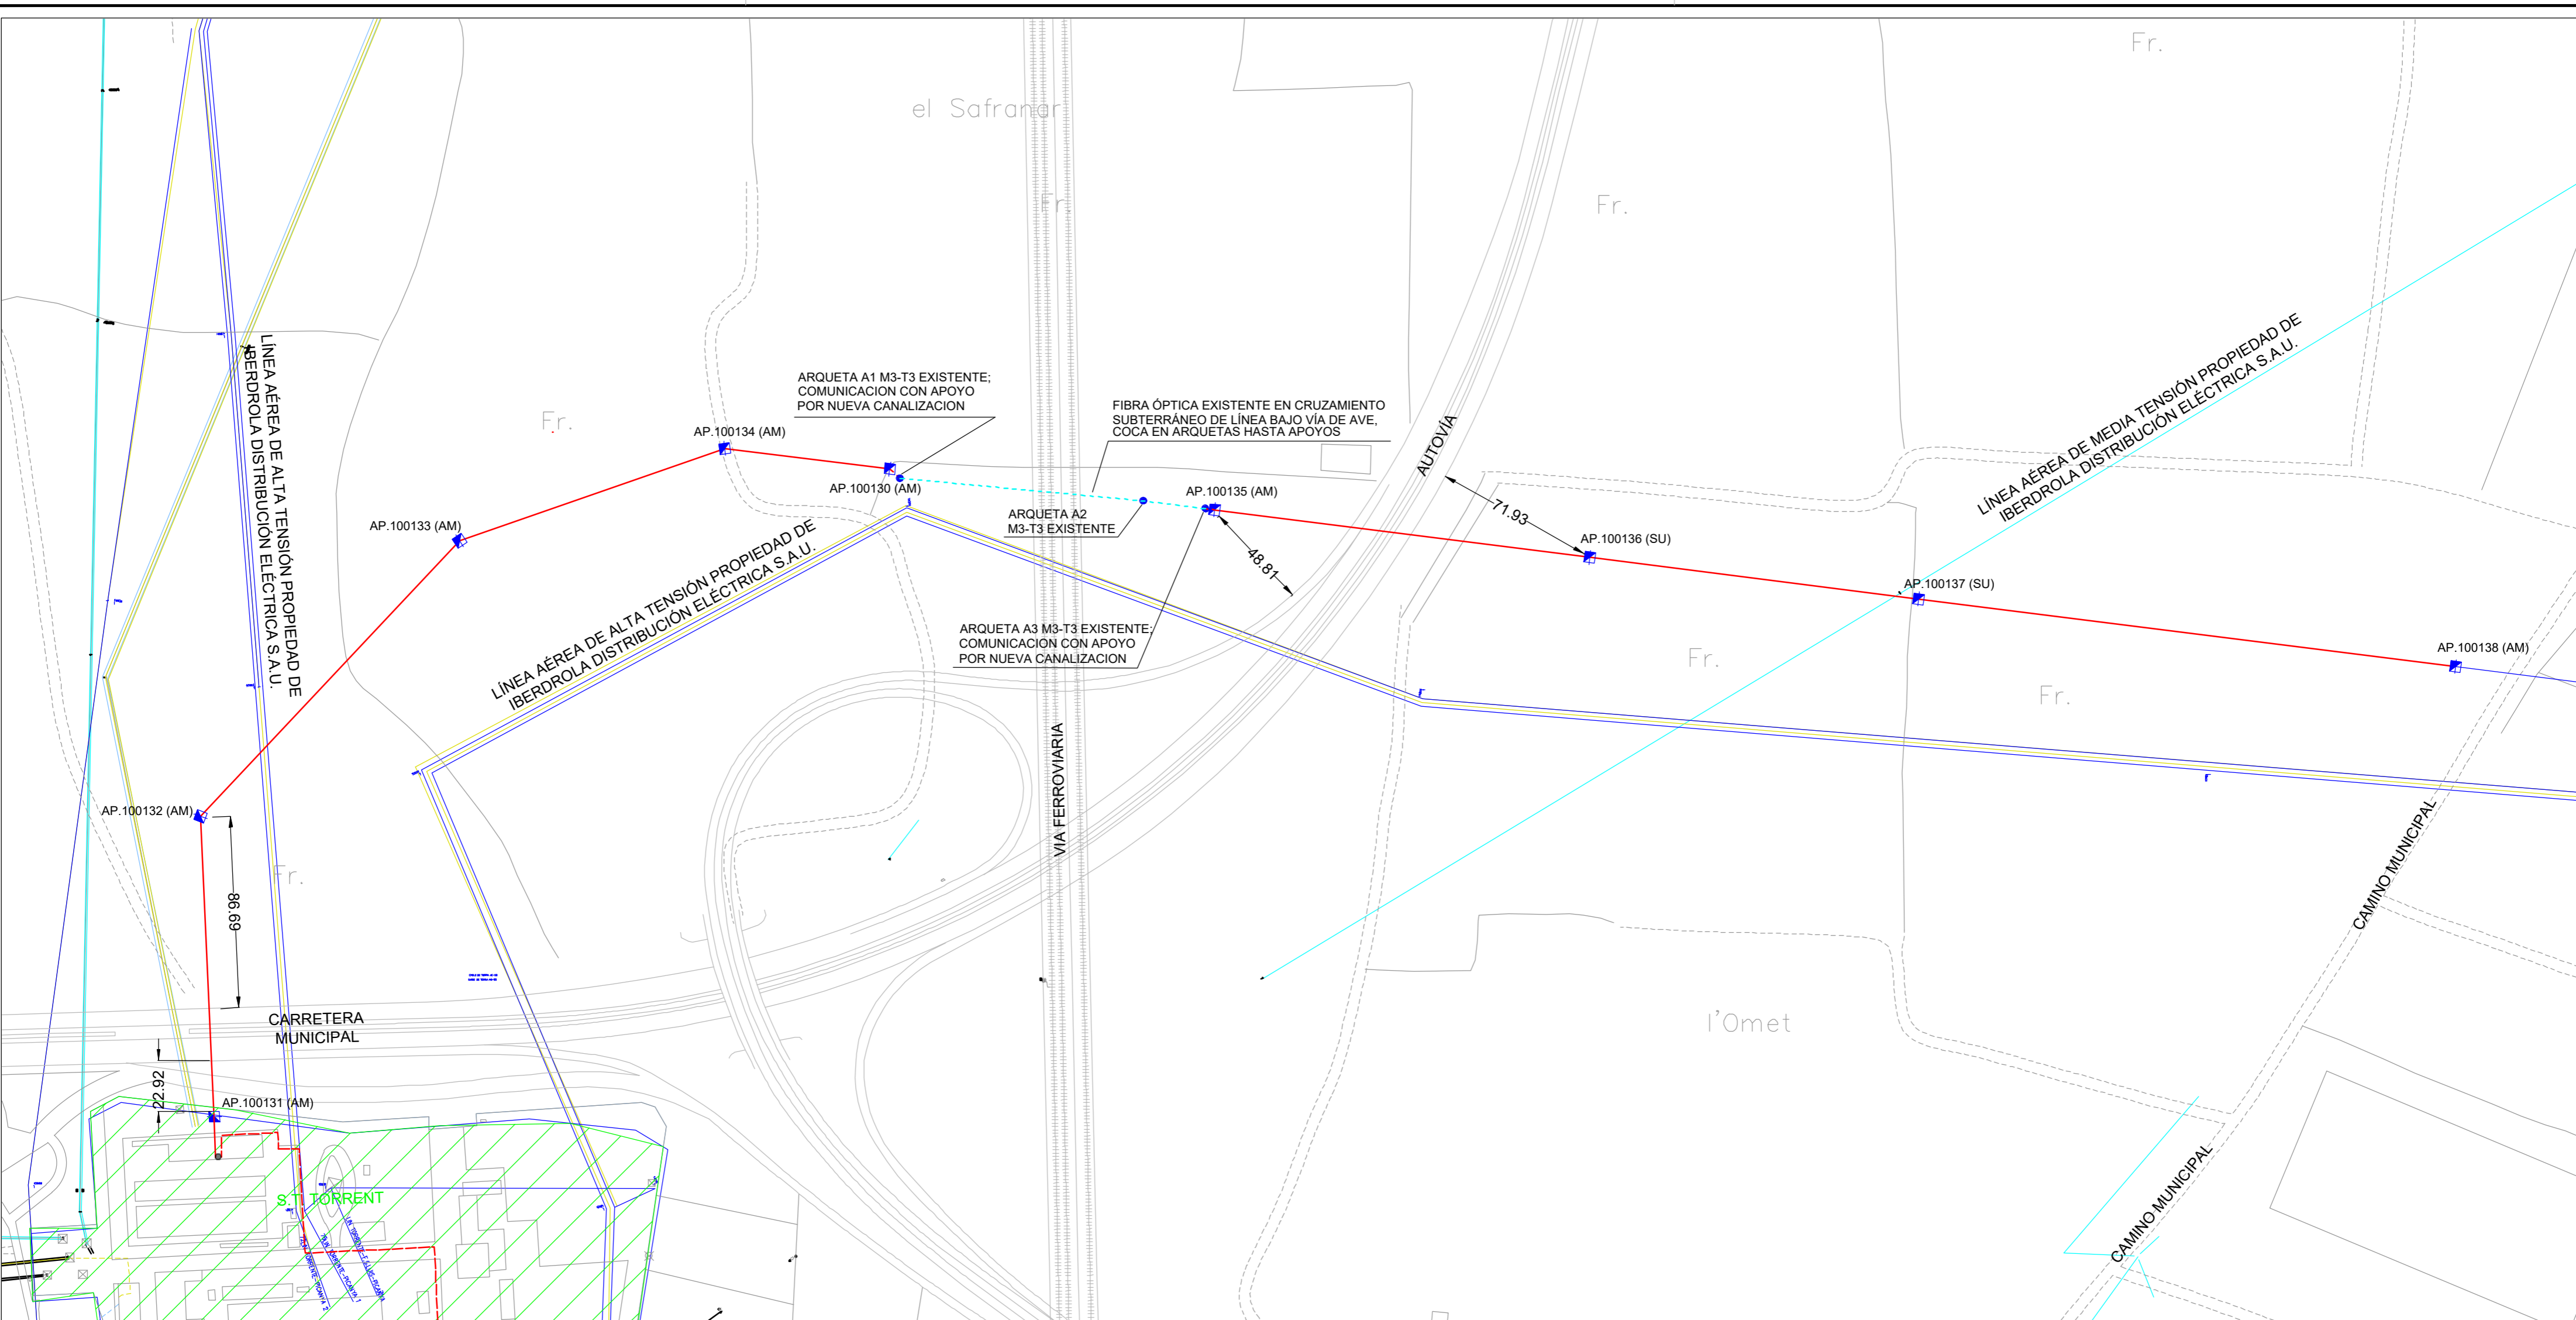 Fr.
el Safranar
Fr.
Fr.
LÍNEA AÉREA DE ALTA TENSIÓN PROPIEDAD DE
IBERDROLA DISTRIBUCIÓN ELÉCTRICA S.A.U.
LÍNEA AÉREA DE MEDIA TENSIÓN PROPIEDAD DE
IBERDROLA DISTRIBUCIÓN ELÉCTRICA S.A.U.
ARQUETA A1 M3-T3 EXISTENTE;
COMUNICACION CON APOYO
POR NUEVA CANALIZACION
FIBRA ÓPTICA EXISTENTE EN CRUZAMIENTO
SUBTERRÁNEO DE LÍNEA BAJO VÍA DE AVE,
COCA EN ARQUETAS HASTA APOYOS
Fr.
AP.100134 (AM)
AUTOVÍA
AP.100130 (AM)
AP.100135 (AM)
71.93
ARQUETA A2
M3-T3 EXISTENTE
AP.100133 (AM)
AP.100136 (SU)
48.81
AP.100137 (SU)
LÍNEA AÉREA DE ALTA TENSIÓN PROPIEDAD DE
IBERDROLA DISTRIBUCIÓN ELÉCTRICA S.A.U.
ARQUETA A3 M3-T3 EXISTENTE;
COMUNICACIÓN CON APOYO
POR NUEVA CANALIZACION
AP.100138 (AM)
Fr.
Fr.
VIA FERROVIARIA
AP.100132 (AM)
CAMINO MUNICIPAL
Fr.
86.69
CARRETERA
MUNICIPAL
l'Omet
22.92
AP.100131 (AM)
CAMINO MUNICIPAL
S.T. TORRENT